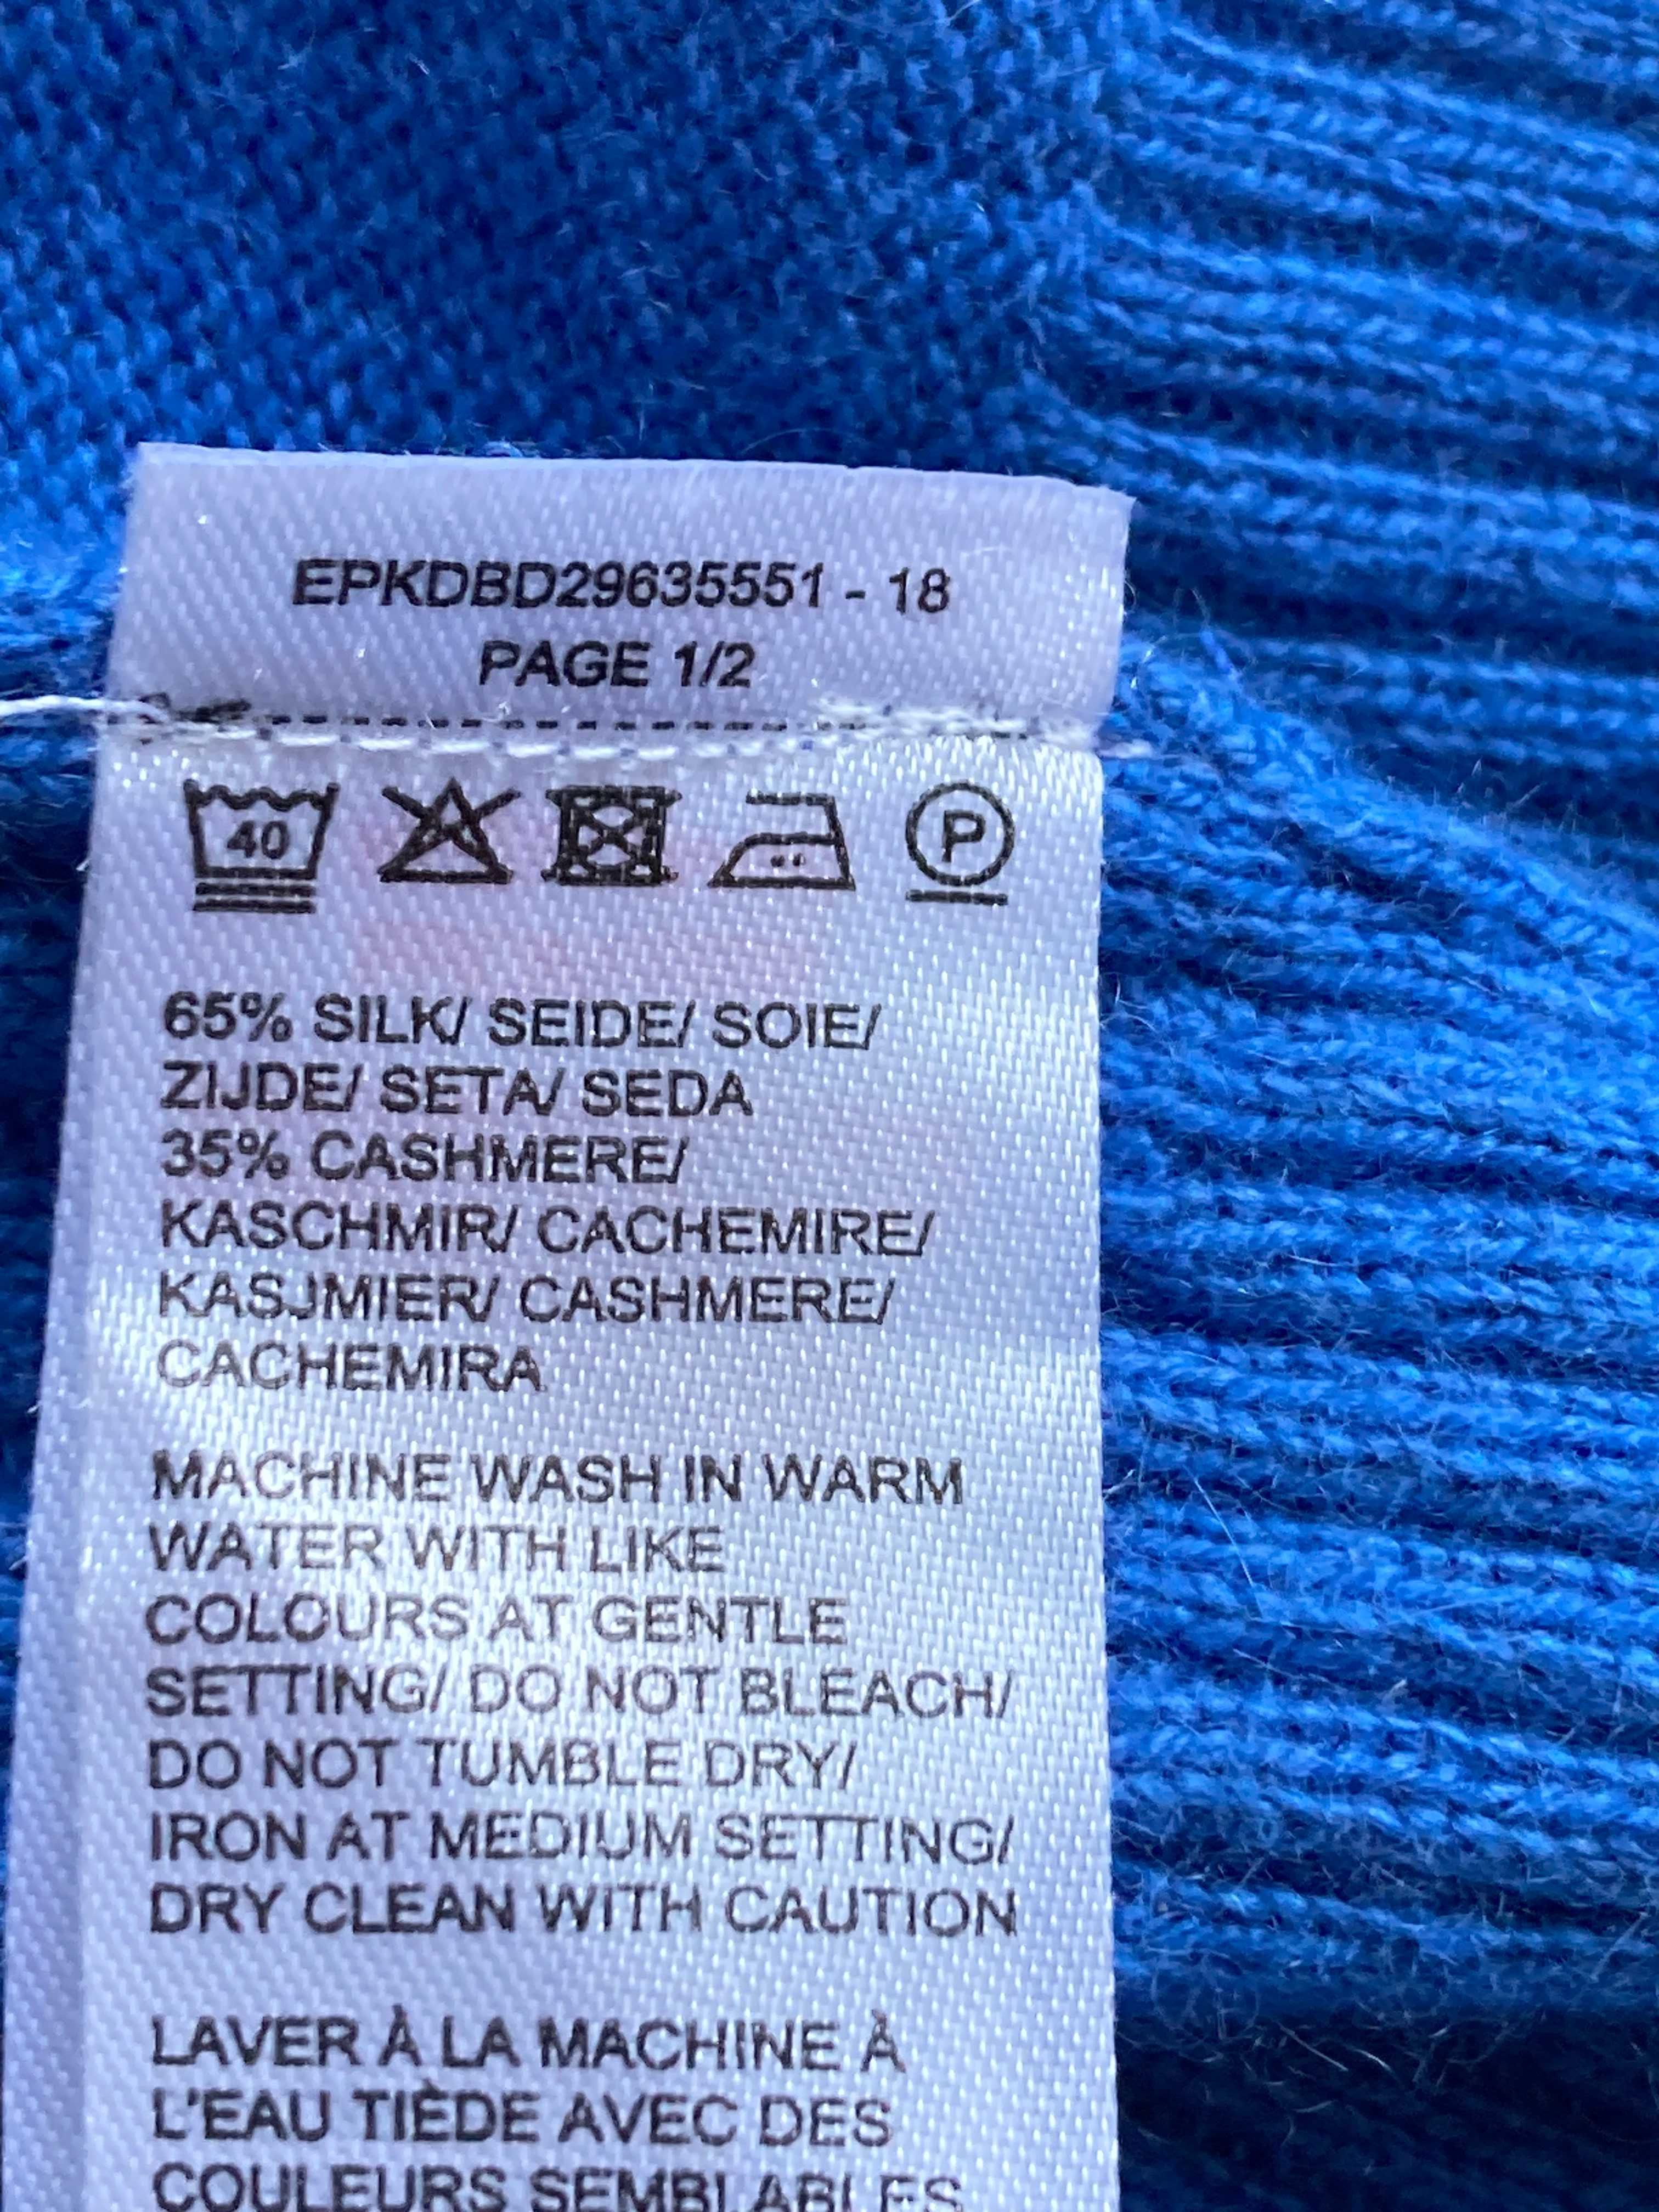 EPKDBD29635551 - 18
PAGE 1/2
40
P
65% SILK/ SEIDE/ SOIE/
ZIJDE/ SETA/ SEDA
35% CASHMERE/
KASCHMIR/ CACHEMIRE/
KASJMIER/ CASHMERE/
CACHEMIRA
MACHINE WASH IN WARM
WATER WITH LIKE
COLOURS AT GENTLE
SETTING/ DO NOT BLEACH/
DO NOT TUMBLE DRY/
IRON AT MEDIUM SETTING/
DRY CLEAN WITH CAUTION
LAVER À LA MACHINE À
L'EAU TIÈDE AVEC DES
COULEURS SEMBLABLES